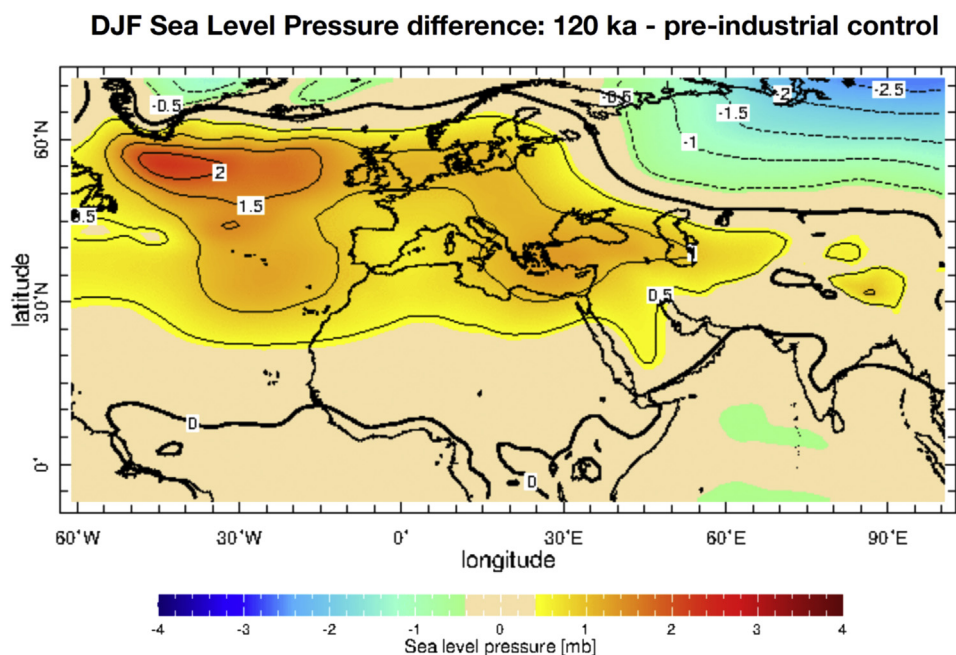 DJF Sea Level Pressure difference: 120 ka - pre-industrial control
-0.5
-0.5
-2
-2.5
-1.5
60˚N
-1
2
1.5
0.5
1
latitude
30˚N
0.5
0
0˚
0
60˚W
30˚W
0˚
30˚E
60˚E
90˚E
longitude
-4
-3
-2
-1
0
1
2
3
4
Sea level pressure [mb]